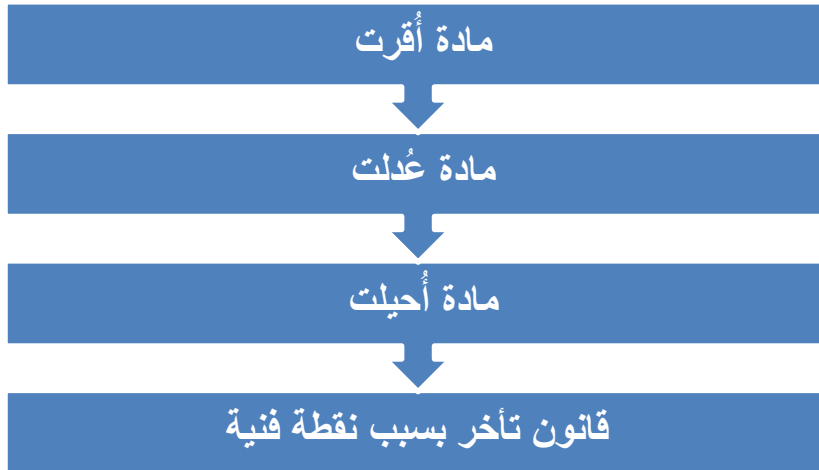 مادة أُقرت
مادة عُدلت
مادة أُحيلت
قانون تأخر بسبب نقطة فنية